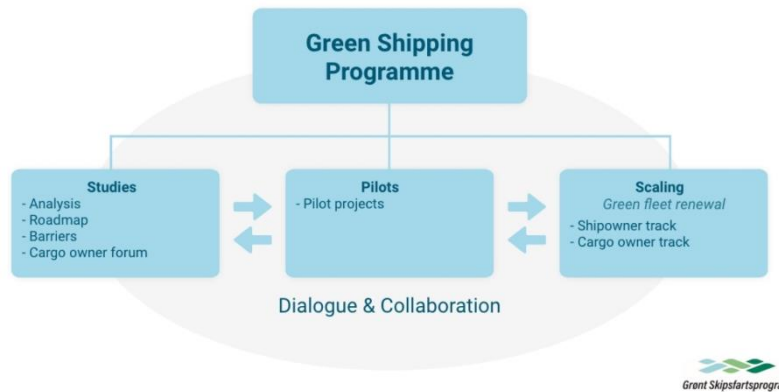 Green Shipping
Programme
Studies
- Analysis
- Roadmap
- Barriers
- Cargo owner forum
Pilots
- Pilot projects
Scaling
Green fleet renewal
- Shipowner track
- Cargo owner track
Dialogue & Collaboration
Grønt